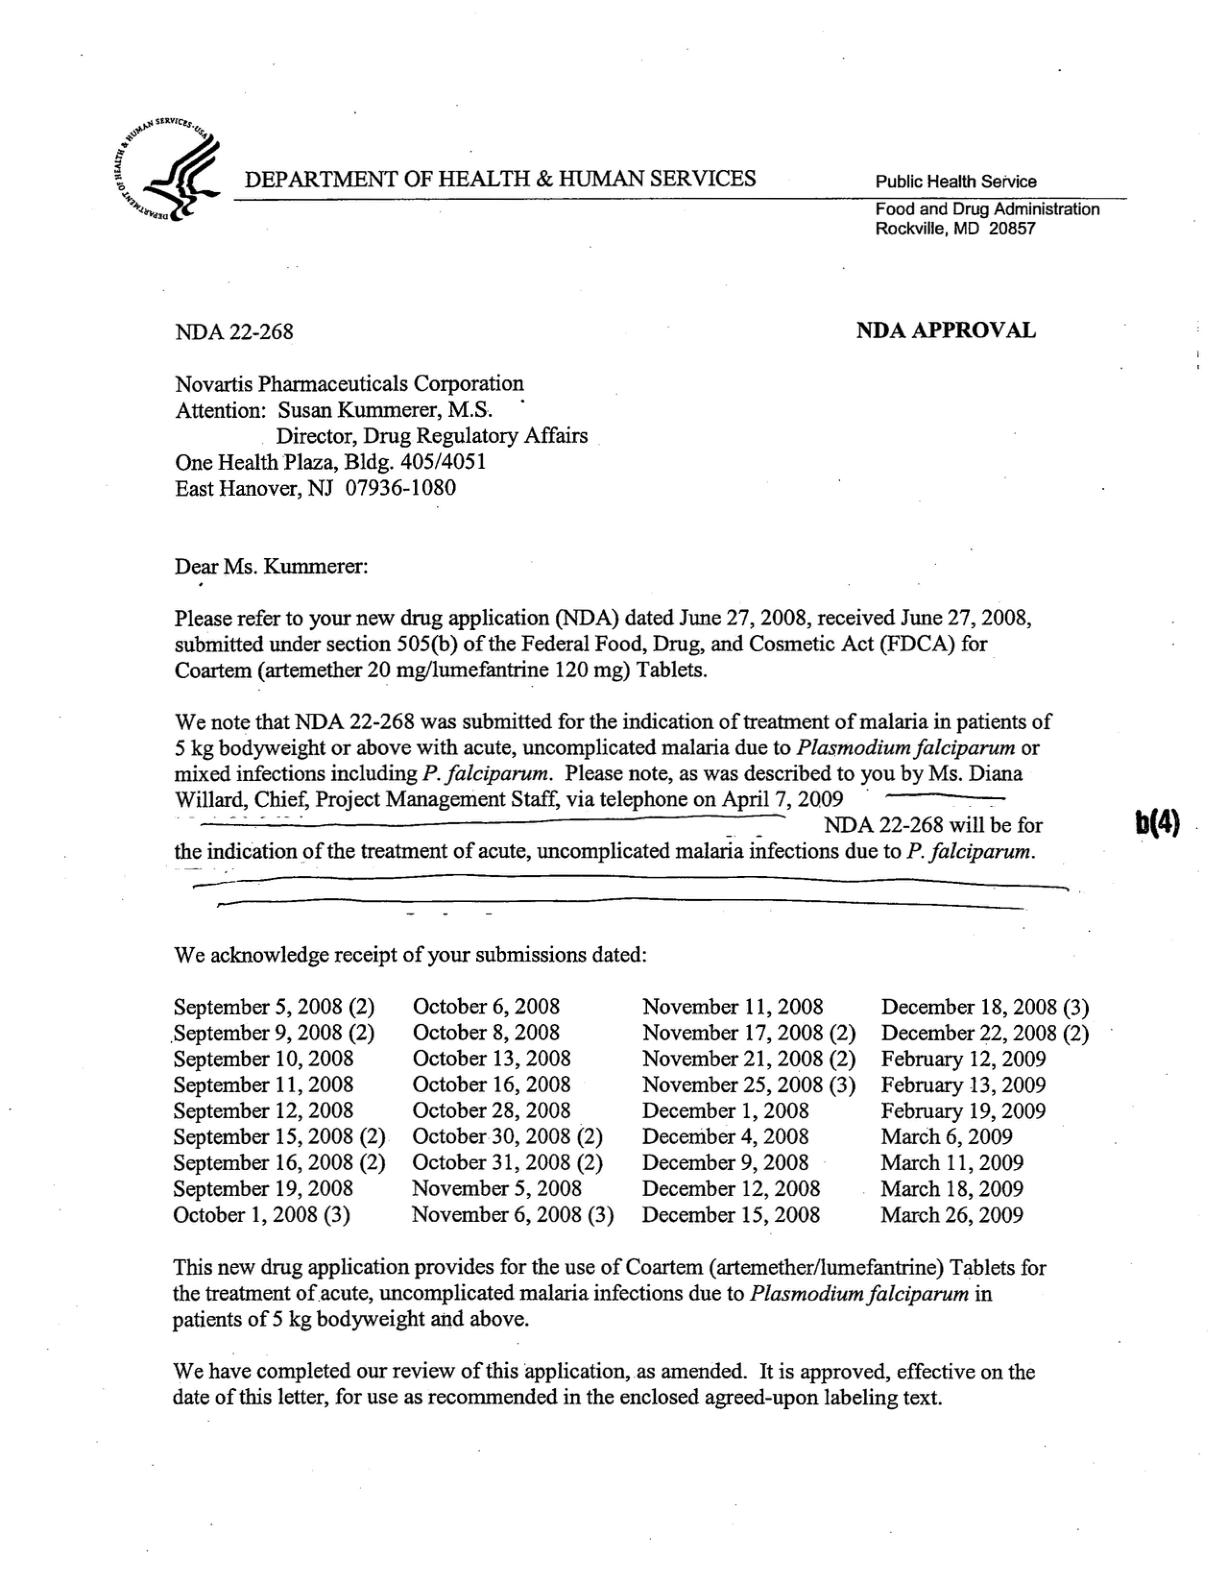 DEPARTMENT OF HEALTH & HUMAN SERVICES·USA
DEPARTMENT OF HEALTH & HUMAN SERVICES
Public Health Service
Food and Drug Administration
Rockville, MD 20857
NDA 22-268
NDA APPROVAL
Novartis Pharmaceuticals Corporation
Attention: Susan Kummerer, M.S.
Director, Drug Regulatory Affairs
One Health Plaza, Bldg. 405/4051
East Hanover, NJ 07936-1080
Dear Ms. Kummerer:
Please refer to your new drug application (NDA) dated June 27, 2008, received June 27, 2008,
submitted under section 505(b) of the Federal Food, Drug, and Cosmetic Act (FDCA) for
Coartem (artemether 20 mg/lumefantrine 120 mg) Tablets.
We note that NDA 22-268 was submitted for the indication of treatment of malaria in patients of
5 kg bodyweight or above with acute, uncomplicated malaria due to Plasmodium falciparum or
mixed infections including P. falciparum. Please note, as was described to you by Ms. Diana
Willard, Chief, Project Management Staff, via telephone on April 7, 2009
NDA 22-268 will be for
b(4)
the indication of the treatment of acute, uncomplicated malaria infections due to P. falciparum.
We acknowledge receipt of your submissions dated:
September 5, 2008 (2) October 6, 2008 November 11, 2008 December 18, 2008 (3)
September 9, 2008 (2) October 8, 2008 November 17, 2008 (2) December 22, 2008 (2)
September 10, 2008 October 13, 2008 November 21, 2008 (2) February 12, 2009
September 11, 2008 October 16, 2008 November 25, 2008 (3) February 13, 2009
September 12, 2008 October 28, 2008 December 1, 2008 February 19, 2009
September 15, 2008 (2) October 30, 2008 (2) December 4, 2008 March 6, 2009
September 16, 2008 (2) October 31, 2008 (2) December 9, 2008 March 11, 2009
September 19, 2008 November 5, 2008 December 12, 2008 March 18, 2009
October 1, 2008 (3) November 6, 2008 (3) December 15, 2008 March 26, 2009
This new drug application provides for the use of Coartem (artemether/lumefantrine) Tablets for
the treatment of acute, uncomplicated malaria infections due to Plasmodium falciparum in
patients of 5 kg bodyweight and above.
We have completed our review of this application, as amended. It is approved, effective on the
date of this letter, for use as recommended in the enclosed agreed-upon labeling text.